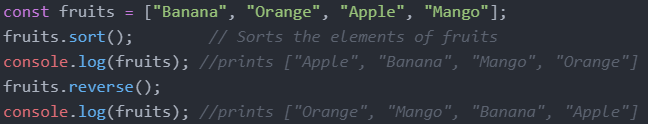 const fruits = ["Banana", "Orange", "Apple", "Mango"];
fruits.sort();        // Sorts the elements of fruits
console.log(fruits); //prints ["Apple", "Banana", "Mango", "Orange"]
fruits.reverse();
console.log(fruits); //prints ["Orange", "Mango", "Banana", "Apple"]